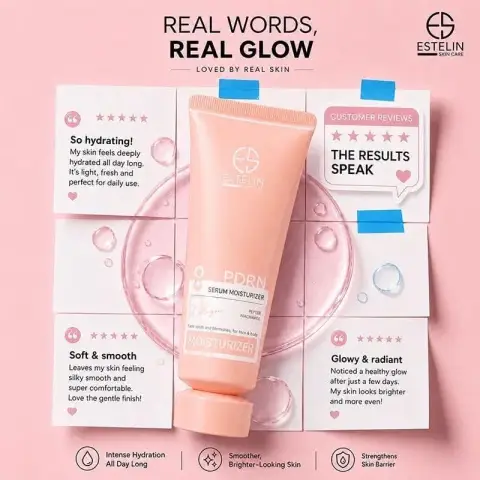 REAL WORDS,
REAL GLOW
LOVED BY REAL SKIN
ESTELIN
SKIN CARE
So hydrating!
My skin feels deeply
hydrated all day long.
It's light, fresh and
perfect for daily use.
CUSTOMER REVIEWS
THE RESULTS
SPEAK
ESTELIN
PDRN
SERUM MOISTURIZER
MOISTURIZER
Soft & smooth
Leaves my skin feeling
silky smooth and
super comfortable.
Love the gentle finish!
Glowy & radiant
Noticed a healthy glow
after just a few days.
My skin looks brighter
and more even!
Intense Hydration
All Day Long
Smoother,
Brighter-Looking Skin
Strengthens
Skin Barrier